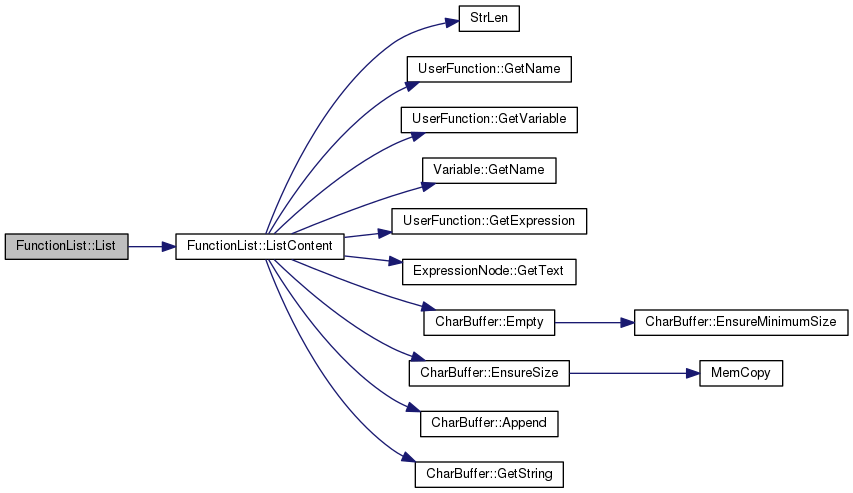 StrLen
UserFunction::GetName
UserFunction::GetVariable
Variable::GetName
UserFunction::GetExpression
FunctionList::List
FunctionList::ListContent
ExpressionNode::GetText
CharBuffer::Empty
CharBuffer::EnsureMinimumSize
CharBuffer::EnsureSize
MemCopy
CharBuffer::Append
CharBuffer::GetString